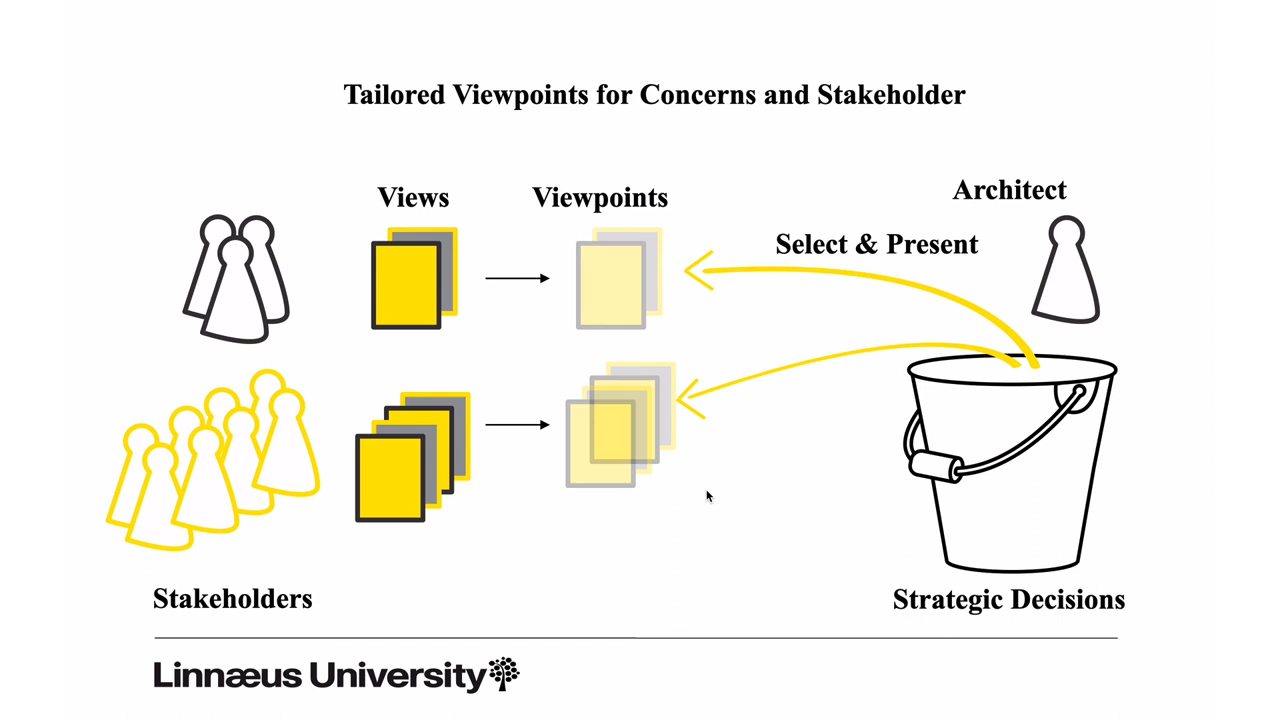 Tailored Viewpoints for Concerns and Stakeholder
Views
Viewpoints
Architect
Select & Present
Stakeholders
Strategic Decisions
Linnæus University